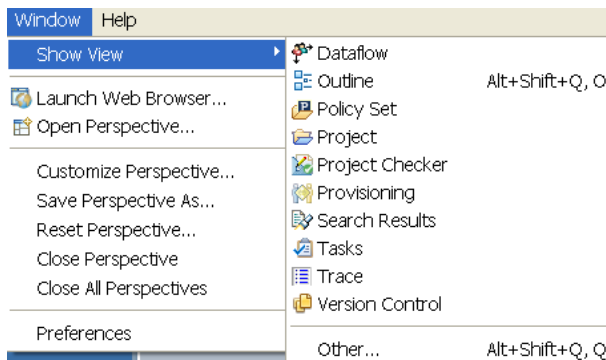 Window Help
Show View
Launch Web Browser...
Open Perspective...
Customize Perspective...
Save Perspective As...
Reset Perspective...
Close Perspective
Close All Perspectives
Preferences
Dataflow
Outline Alt+Shift+Q, O
Policy Set
Project
Project Checker
Provisioning
Search Results
Tasks
Trace
Version Control
Other... Alt+Shift+Q, Q